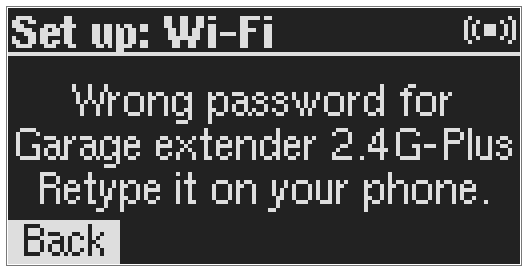 Set up: Wi-Fi
Wrong password for
Garage extender 2.4G-Plus
Retype it on your phone.
Back